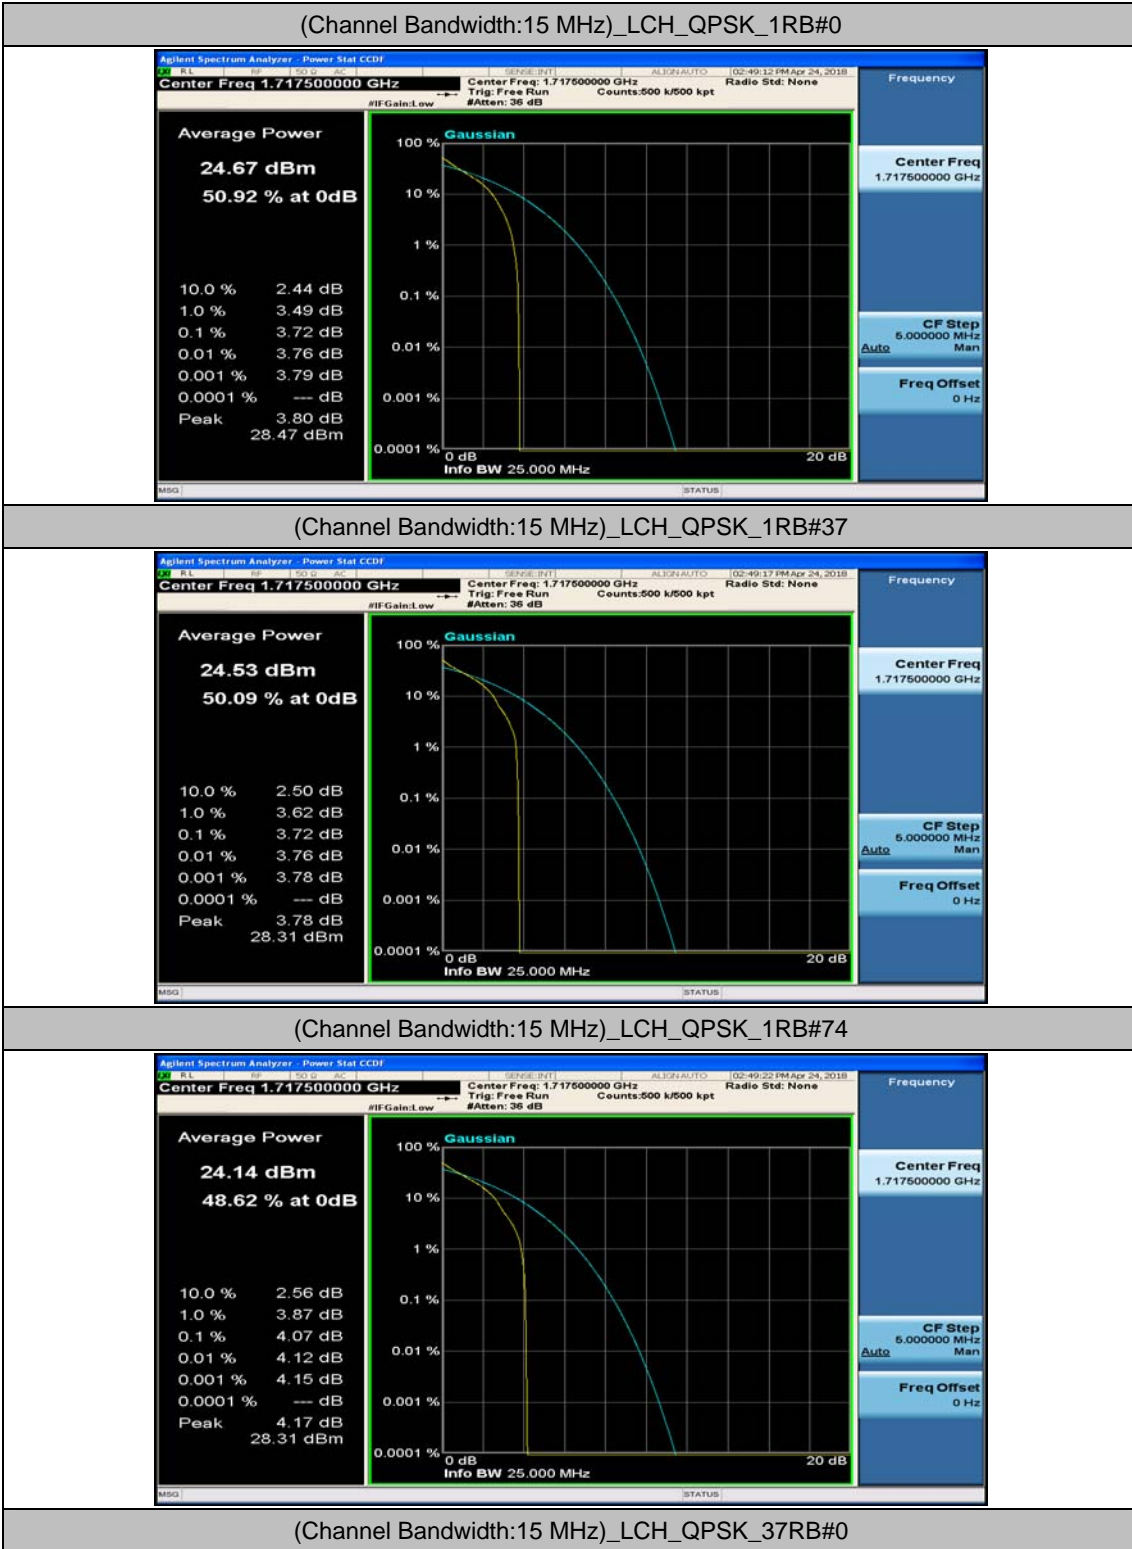 (Channel Bandwidth:15 MHz)_LCH_QPSK_1RB#0
Agilent Spectrum Analyzer - Power Stat CCDF
RL RF 50 Ω AC SENSE:INT ALIGN AUTO 02:49:12 PM Apr 24, 2018
Center Freq 1.717500000 GHz
Center Freq: 1.717500000 GHz
Radio Std: None
Trig: Free Run Counts:500 k/500 kpt
#IFGain:Low #Atten: 36 dB
Frequency
Average Power
24.67 dBm
50.92 % at 0dB
10.0 % 2.44 dB
1.0 % 3.49 dB
0.1 % 3.72 dB
0.01 % 3.76 dB
0.001 % 3.79 dB
0.0001 % --- dB
Peak 3.80 dB
28.47 dBm
Gaussian
100 %
10 %
1 %
0.1 %
0.01 %
0.001 %
0.0001 %
0 dB 20 dB
Info BW 25.000 MHz
Center Freq
1.717500000 GHz
CF Step
5.000000 MHz
Auto Man
Freq Offset
0 Hz
MSG STATUS
(Channel Bandwidth:15 MHz)_LCH_QPSK_1RB#37
Agilent Spectrum Analyzer - Power Stat CCDF
RL RF 50 Ω AC SENSE:INT ALIGN AUTO 02:49:17 PM Apr 24, 2018
Center Freq 1.717500000 GHz
Center Freq: 1.717500000 GHz
Radio Std: None
Trig: Free Run Counts:500 k/500 kpt
#IFGain:Low #Atten: 36 dB
Frequency
Average Power
24.53 dBm
50.09 % at 0dB
10.0 % 2.50 dB
1.0 % 3.62 dB
0.1 % 3.72 dB
0.01 % 3.76 dB
0.001 % 3.78 dB
0.0001 % --- dB
Peak 3.78 dB
28.31 dBm
Gaussian
100 %
10 %
1 %
0.1 %
0.01 %
0.001 %
0.0001 %
0 dB 20 dB
Info BW 25.000 MHz
Center Freq
1.717500000 GHz
CF Step
5.000000 MHz
Auto Man
Freq Offset
0 Hz
MSG STATUS
(Channel Bandwidth:15 MHz)_LCH_QPSK_1RB#74
Agilent Spectrum Analyzer - Power Stat CCDF
RL RF 50 Ω AC SENSE:INT ALIGN AUTO 02:49:22 PM Apr 24, 2018
Center Freq 1.717500000 GHz
Center Freq: 1.717500000 GHz
Radio Std: None
Trig: Free Run Counts:500 k/500 kpt
#IFGain:Low #Atten: 36 dB
Frequency
Average Power
24.14 dBm
48.62 % at 0dB
10.0 % 2.56 dB
1.0 % 3.87 dB
0.1 % 4.07 dB
0.01 % 4.12 dB
0.001 % 4.15 dB
0.0001 % --- dB
Peak 4.17 dB
28.31 dBm
Gaussian
100 %
10 %
1 %
0.1 %
0.01 %
0.001 %
0.0001 %
0 dB 20 dB
Info BW 25.000 MHz
Center Freq
1.717500000 GHz
CF Step
5.000000 MHz
Auto Man
Freq Offset
0 Hz
MSG STATUS
(Channel Bandwidth:15 MHz)_LCH_QPSK_37RB#0